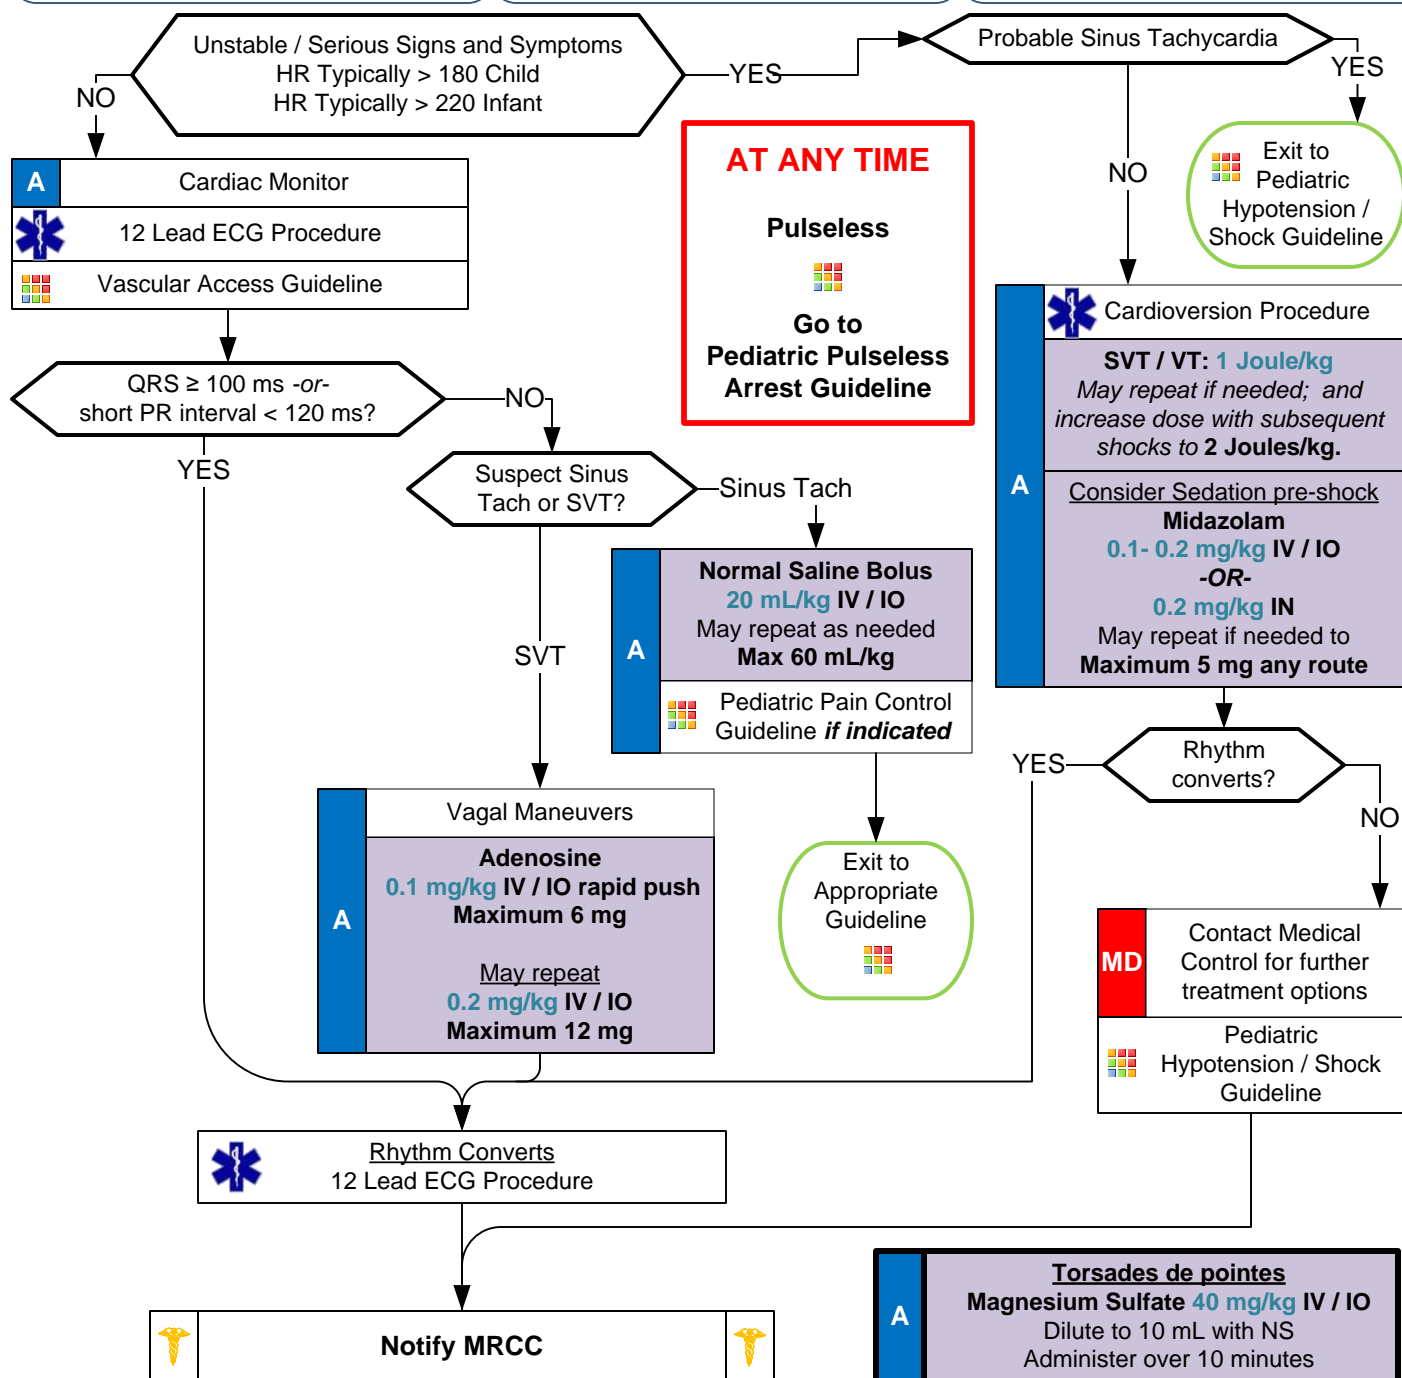 Unstable / Serious Signs and Symptoms
HR Typically > 180 Child
HR Typically > 220 Infant
YES
Probable Sinus Tachycardia
YES
NO
NO
Exit to
Pediatric
Hypotension /
Shock Guideline
AT ANY TIME
Pulseless
Go to
Pediatric Pulseless
Arrest Guideline
A
Cardiac Monitor
12 Lead ECG Procedure
Vascular Access Guideline
QRS ≥ 100 ms -or-
short PR interval < 120 ms?
NO
YES
Suspect Sinus
Tach or SVT?
Sinus Tach
SVT
A
Normal Saline Bolus
20 mL/kg IV / IO
May repeat as needed
Max 60 mL/kg
Pediatric Pain Control
Guideline if indicated
Exit to
Appropriate
Guideline
A
Vagal Maneuvers
Adenosine
0.1 mg/kg IV / IO rapid push
Maximum 6 mg
May repeat
0.2 mg/kg IV / IO
Maximum 12 mg
A
Cardioversion Procedure
SVT / VT: 1 Joule/kg
May repeat if needed; and
increase dose with subsequent
shocks to 2 Joules/kg.
Consider Sedation pre-shock
Midazolam
0.1- 0.2 mg/kg IV / IO
-OR-
0.2 mg/kg IN
May repeat if needed to
Maximum 5 mg any route
Rhythm
converts?
YES
NO
MD
Contact Medical
Control for further
treatment options
Pediatric
Hypotension / Shock
Guideline
Rhythm Converts
12 Lead ECG Procedure
Notify MRCC
A
Torsades de pointes
Magnesium Sulfate 40 mg/kg IV / IO
Dilute to 10 mL with NS
Administer over 10 minutes